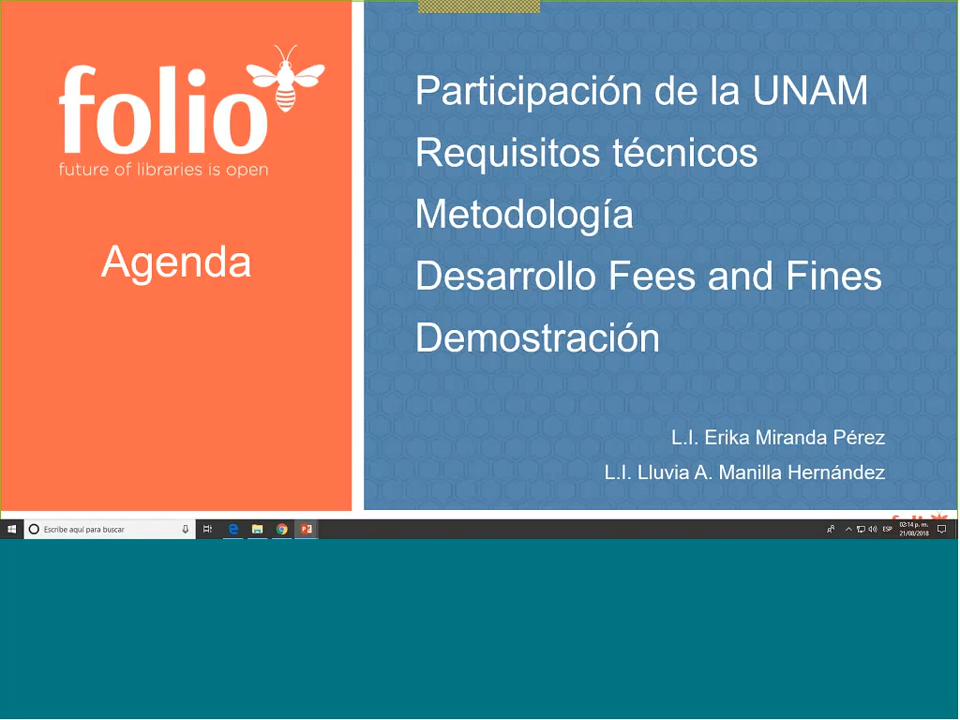 folio
future of libraries is open
Agenda
Participación de la UNAM
Requisitos técnicos
Metodología
Desarrollo Fees and Fines
Demostración
L.I. Erika Miranda Pérez
L.I. Lluvia A. Manilla Hernández
Escribe aquí para buscar
ESP
02:14 p. m.
21/08/2018